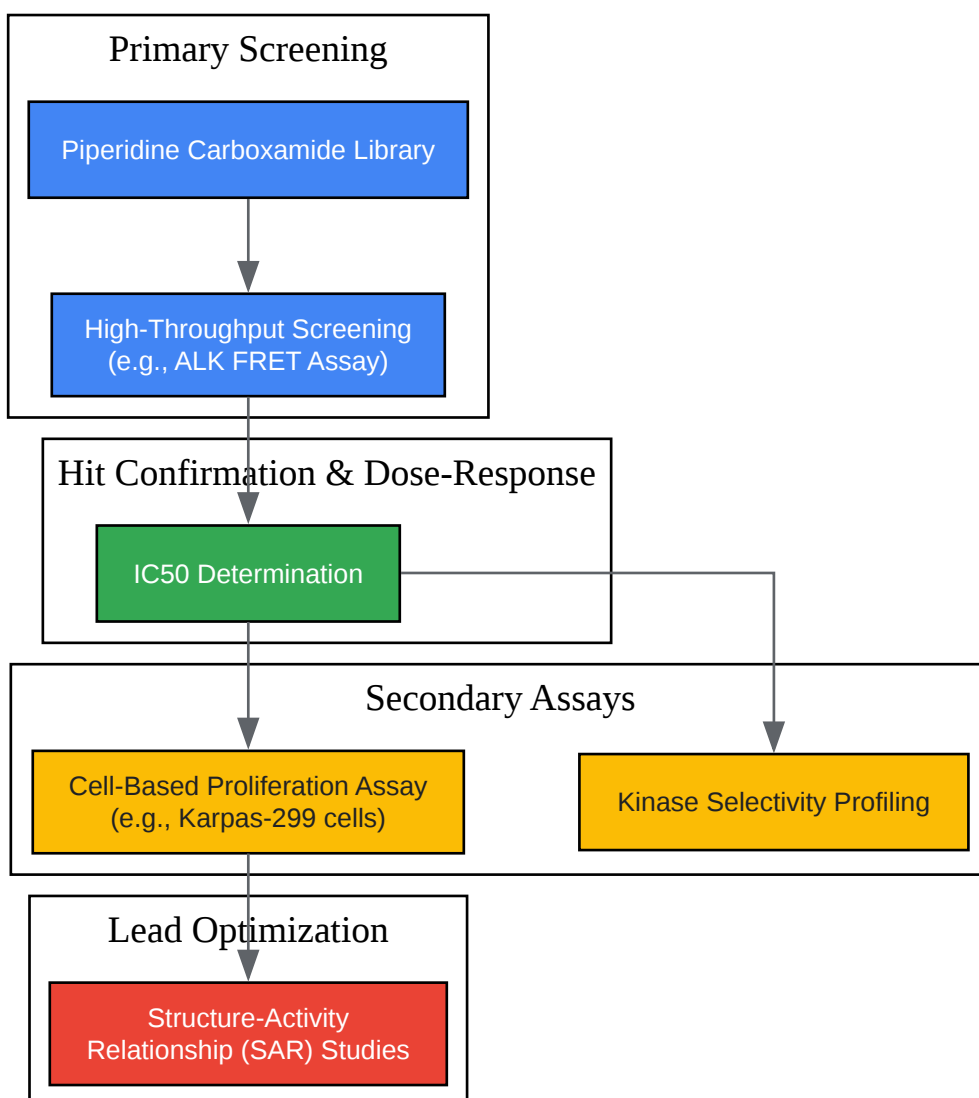 Primary Screening
Piperidine Carboxamide Library
High-Throughput Screening
(e.g., ALK FRET Assay)
Hit Confirmation & Dose-Response
IC50 Determination
Secondary Assays
Cell-Based Proliferation Assay
(e.g., Karpas-299 cells)
Kinase Selectivity Profiling
Lead Optimization
Structure-Activity
Relationship (SAR) Studies